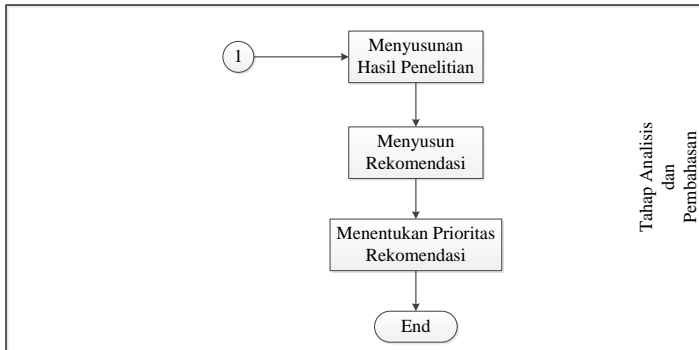 1
Menyusunan
Hasil Penelitian
Menyusun
Rekomendasi
Menentukan Prioritas
Rekomendasi
End
Tahap Analisis
dan
Pembahasan